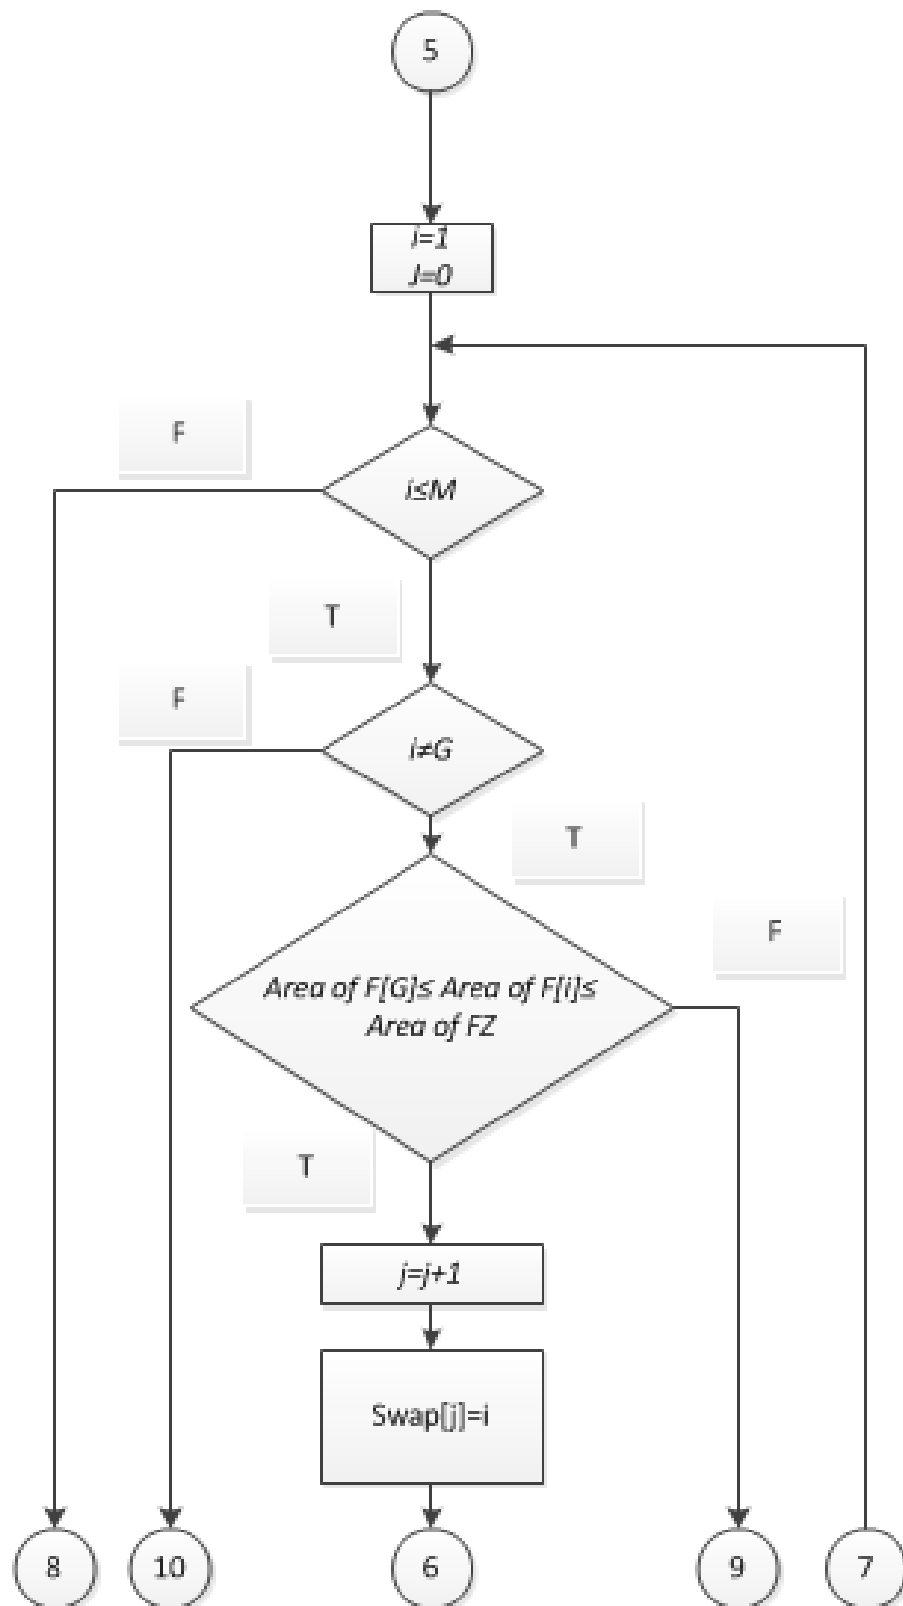 5
i=1
J=0
F
i≤M
T
F
i≠G
T
F
Area of F[G]≤ Area of F[i]≤
Area of FZ
T
j=j+1
Swap[j]=i
8
10
6
9
7